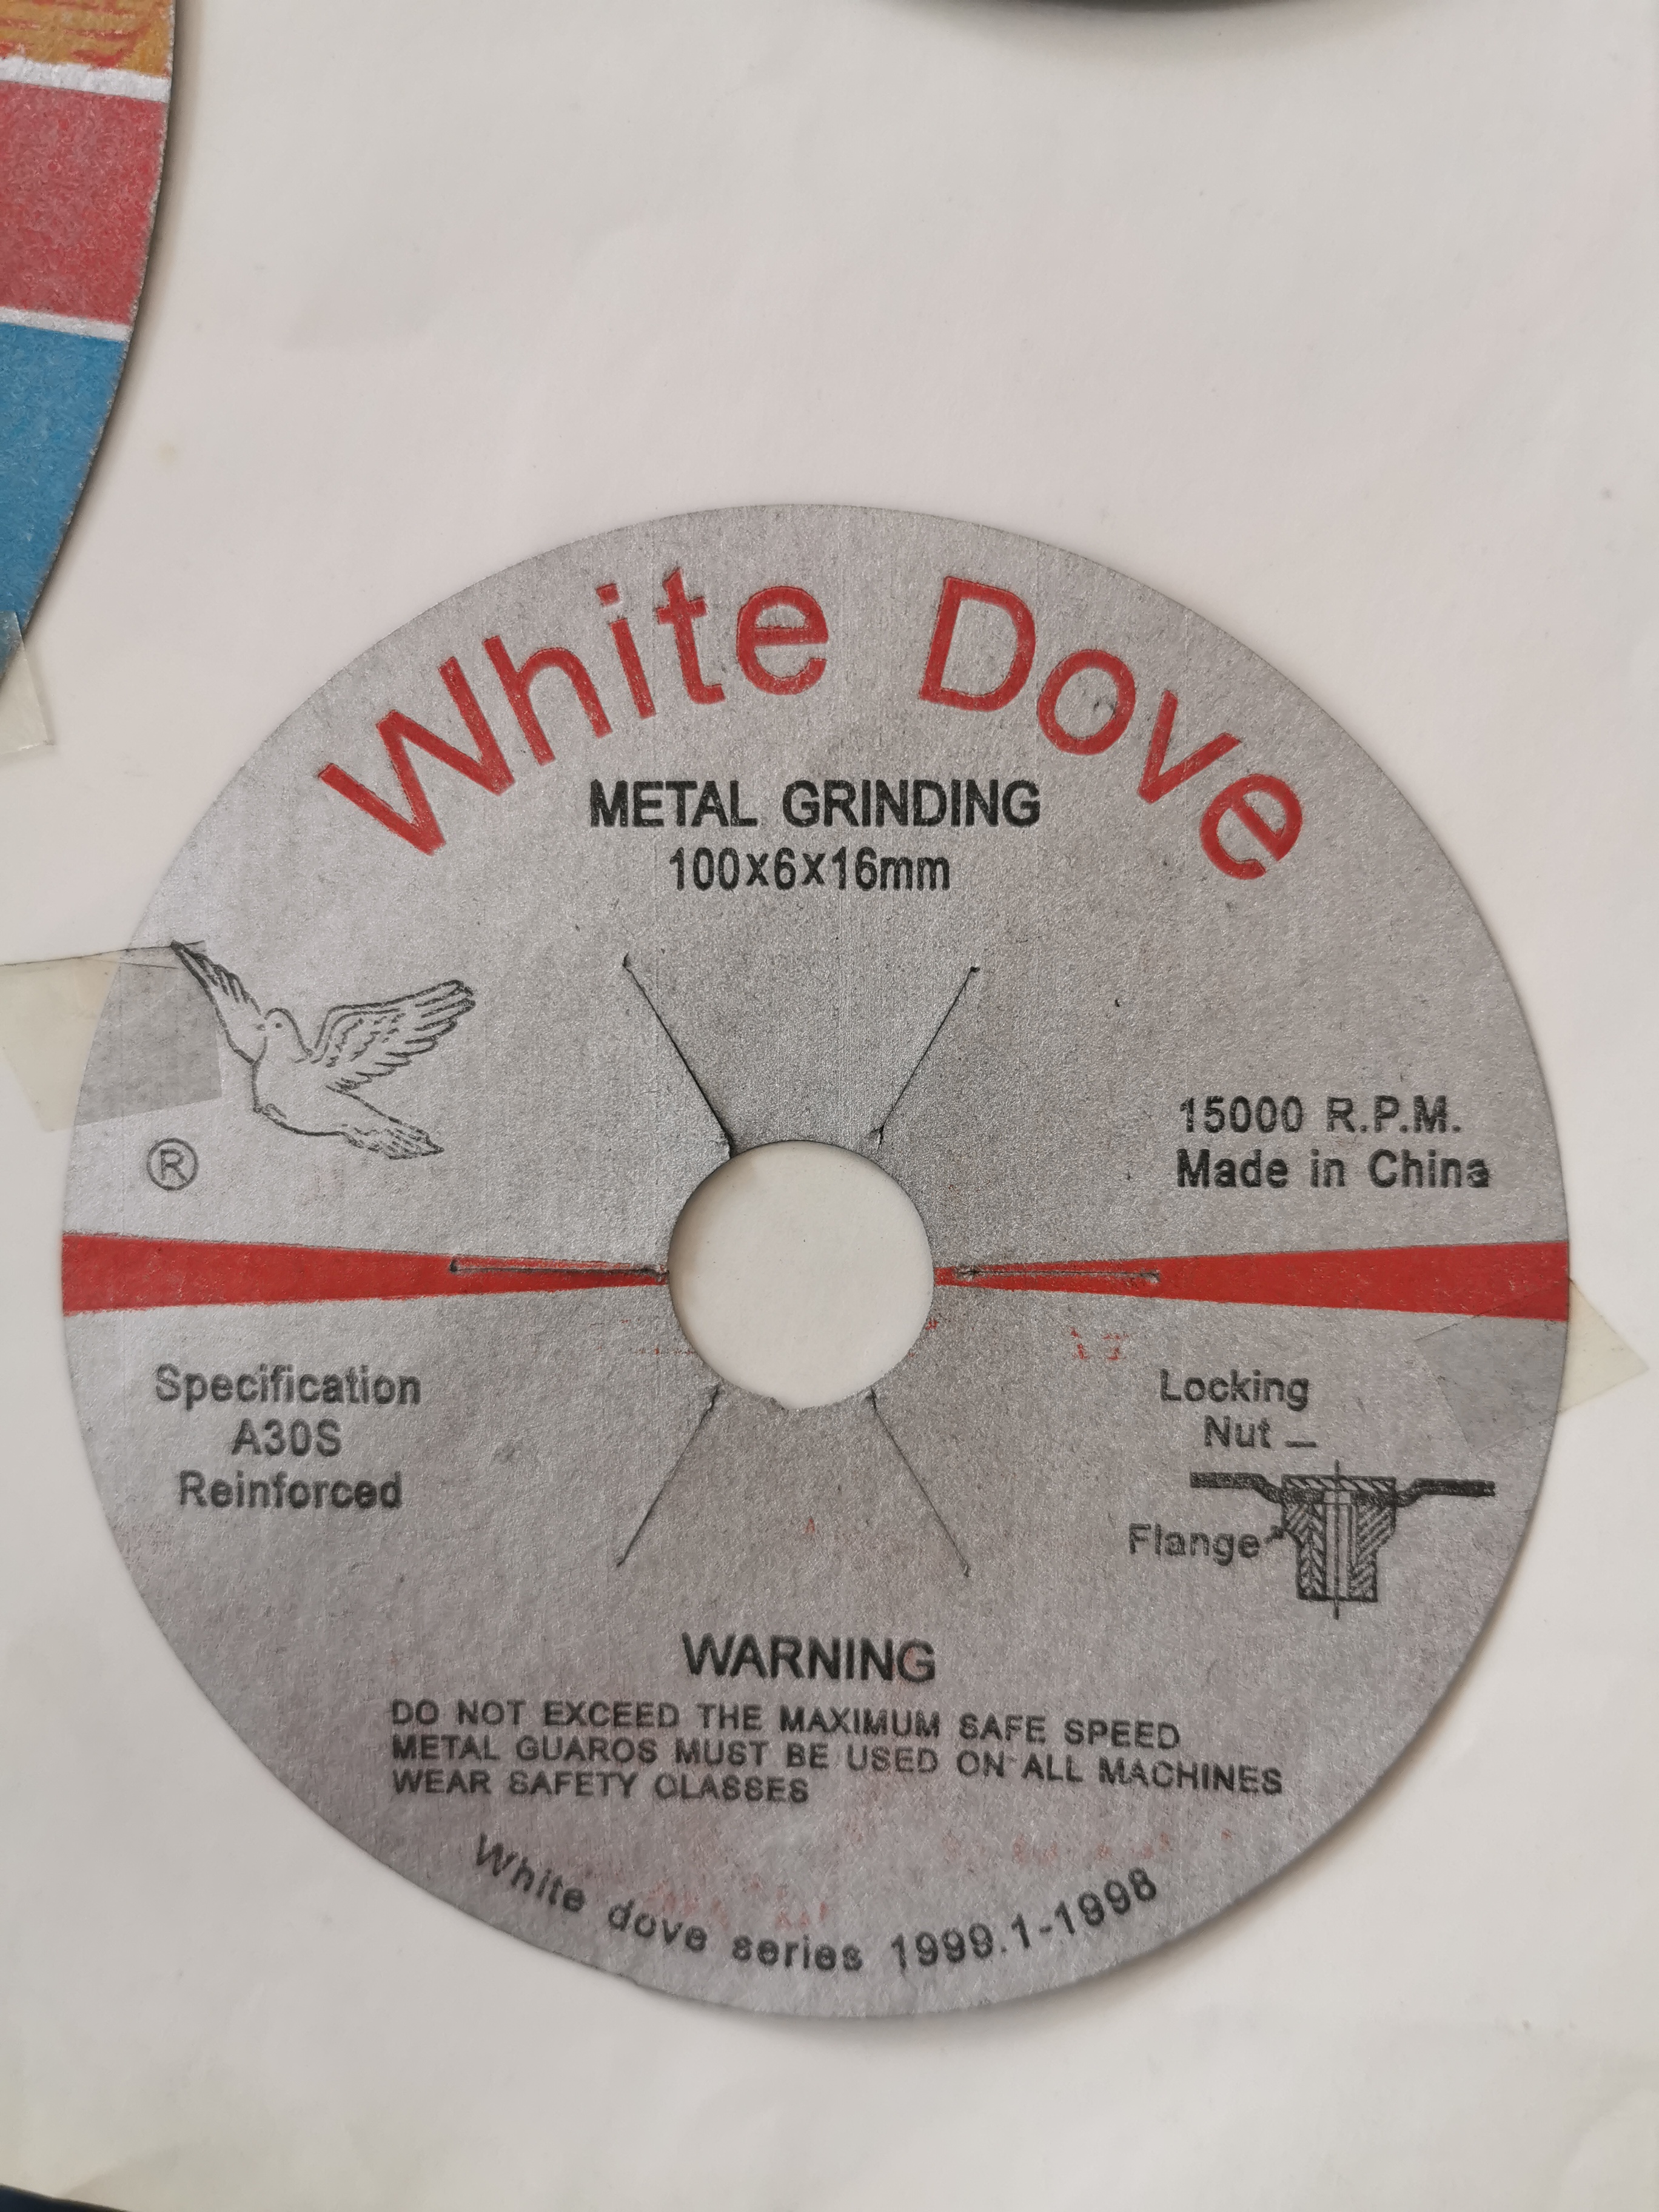 White Dove
METAL GRINDING
100x6x16mm
®
15000 R.P.M.
Made in China
Specification
A30S
Reinforced
Locking
Nut
Flange
WARNING
DO NOT EXCEED THE MAXIMUM SAFE SPEED
METAL GUAROS MUST BE USED ON ALL MACHINES
WEAR SAFETY CLASSES
White dove series 1999.1-1998